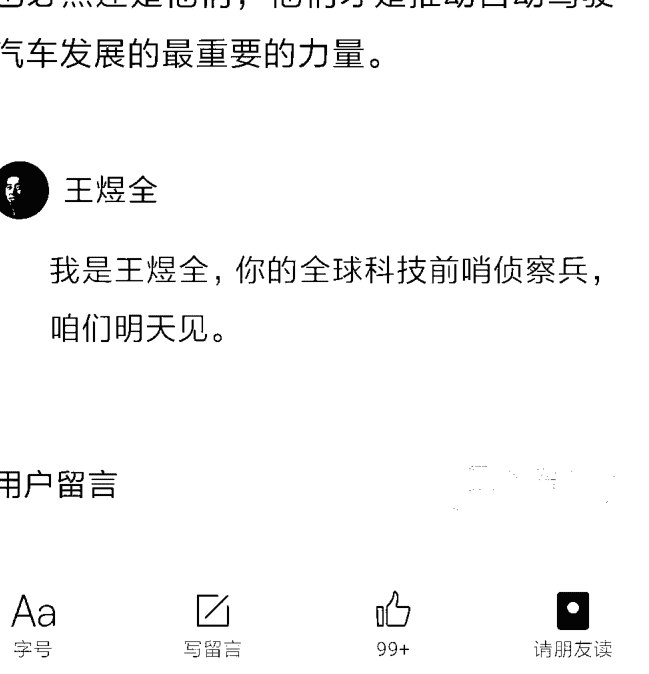 汽车发展的最重要的力量。
王煜全
我是王煜全，你的全球科技前哨侦察兵，
咱们明天见。
用户留言
Aa
字号
写留言
99+
请朋友读